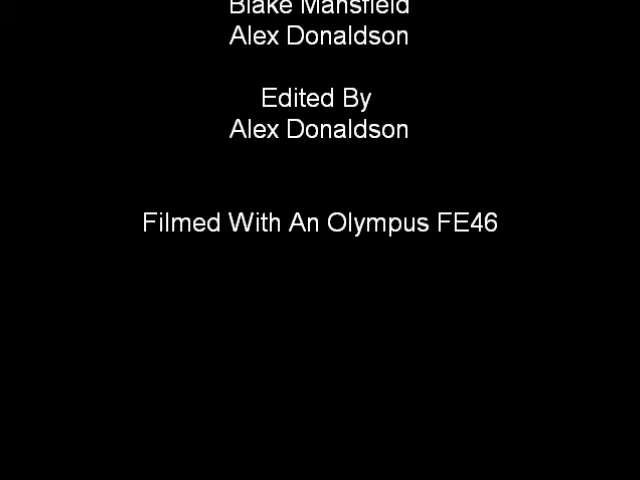 Blake Mansfield
Alex Donaldson
Edited By
Alex Donaldson
Filmed With An Olympus FE46